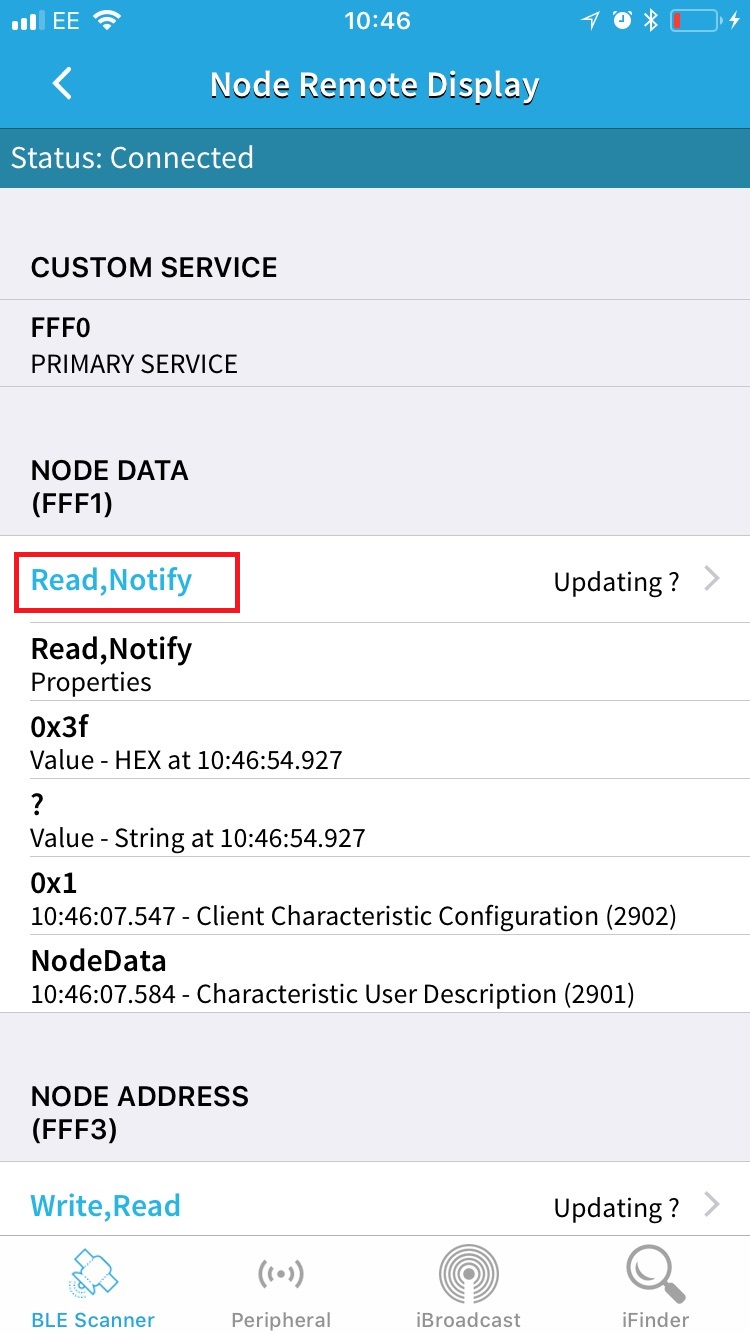 EE 10:46
Node Remote Display
Status: Connected
CUSTOM SERVICE
FFF0
PRIMARY SERVICE
NODE DATA
(FFF1)
Read,Notify Updating ?
Read,Notify
Properties
0x3f
Value - HEX at 10:46:54.927
?
Value - String at 10:46:54.927
0x1
10:46:07.547 - Client Characteristic Configuration (2902)
NodeData
10:46:07.584 - Characteristic User Description (2901)
NODE ADDRESS
(FFF3)
Write,Read Updating ?
BLE Scanner Peripheral iBroadcast iFinder